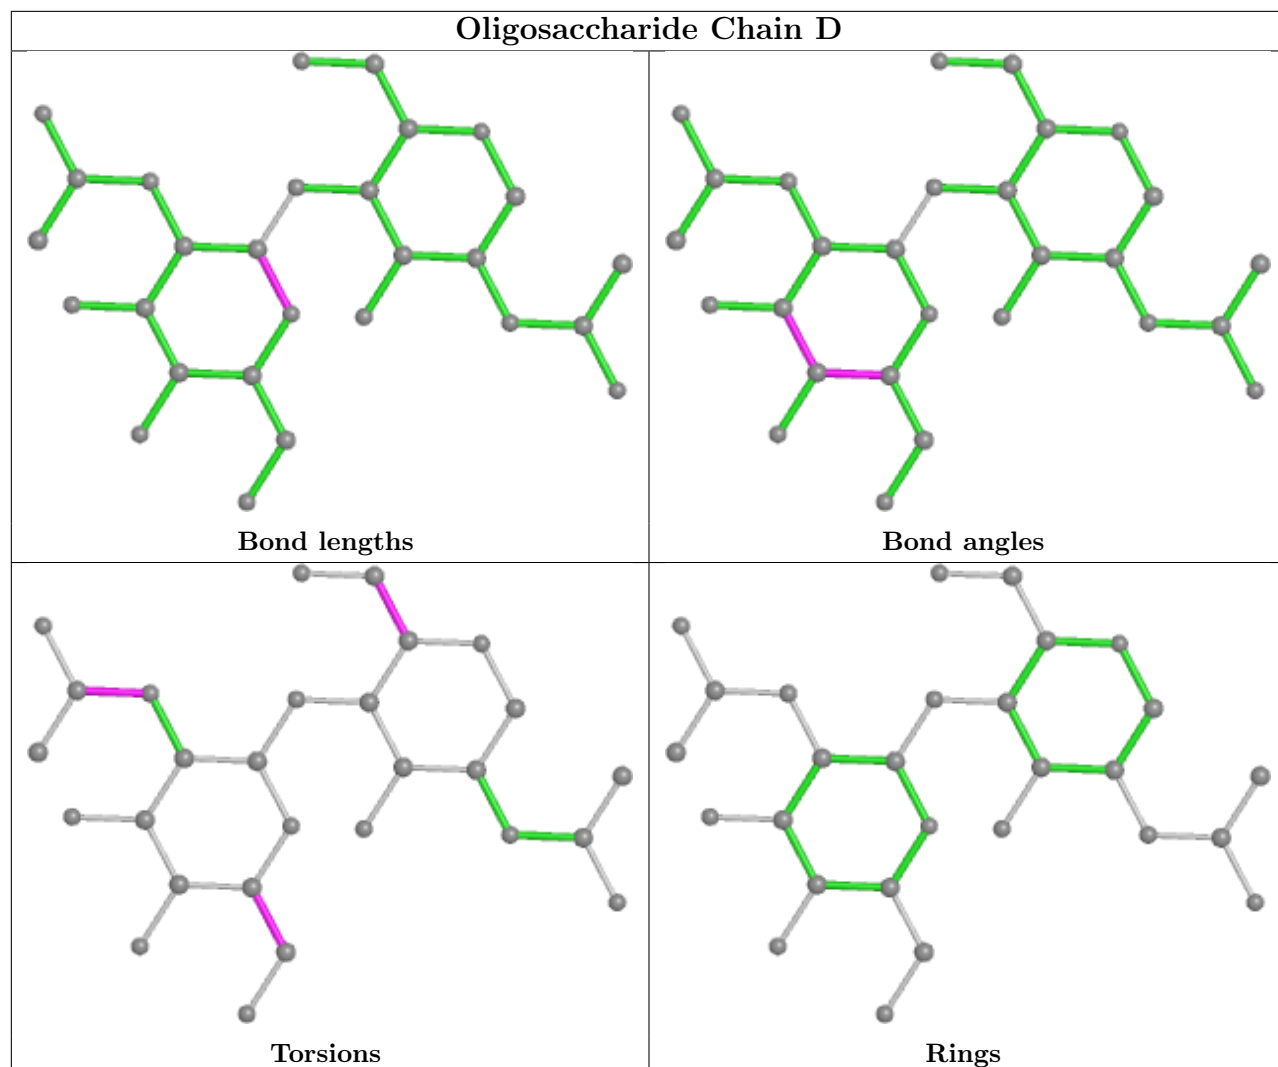 Oligosaccharide Chain D
Bond lengths
Bond angles
Torsions
Rings